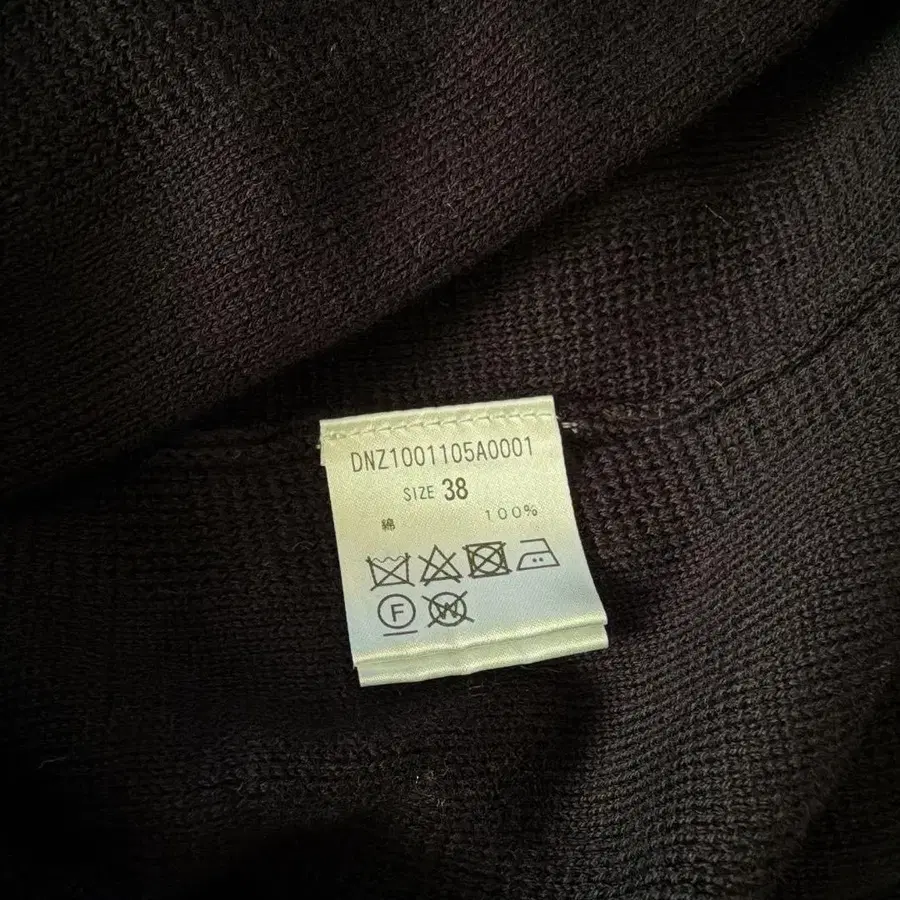 DNZ1001105A0001
SIZE 38
綿 100%
F W